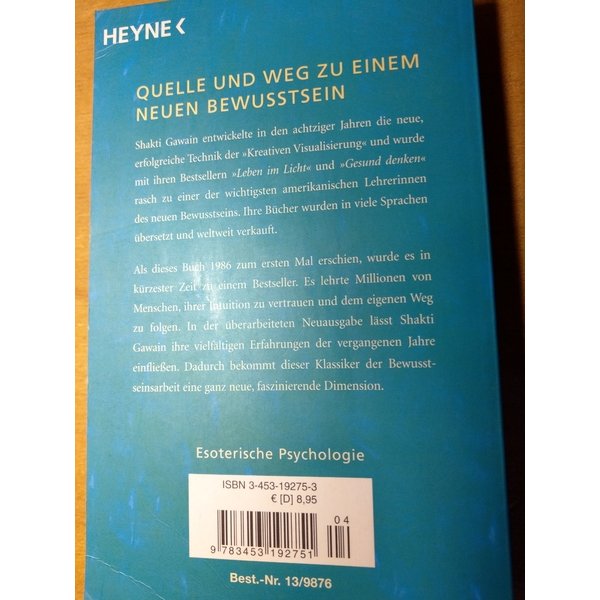 HEYNE <
QUELLE UND WEG ZU EINEM
NEUEN BEWUSSTSEIN
Shakti Gawain entwickelte in den achtziger Jahren die neue,
erfolgreiche Technik der »Kreativen Visualisierung« und wurde
mit ihren Bestsellern »Leben im Licht« und »Gesund denken«
rasch zu einer der wichtigsten amerikanischen Lehrerinnen
des neuen Bewusstseins. Ihre Bücher wurden in viele Sprachen
übersetzt und weltweit verkauft.
Als dieses Buch 1986 zum ersten Mal erschien, wurde es in
kürzester Zeit zu einem Bestseller. Es lehrte Millionen von
Menschen, ihrer Intuition zu vertrauen und dem eigenen Weg
zu folgen. In der überarbeiteten Neuausgabe lässt Shakti
Gawain ihre vielfältigen Erfahrungen der vergangenen Jahre
einfließen. Dadurch bekommt dieser Klassiker der Bewusst-
seinsarbeit eine ganz neue, faszinierende Dimension.
Esoterische Psychologie
ISBN 3-453-19275-3
€ [D] 8,95
04
9 783453 192751
Best.-Nr. 13/9876